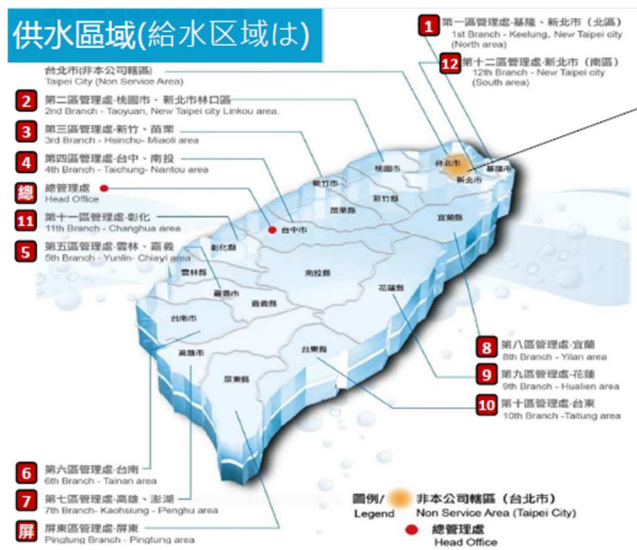 供水區域(給水区域は)
1
第一區管理處-基隆、新北市（北區）
1st Branch - Keelung, New Taipei city
(North area)
12
第十二區管理處-新北市（南區）
12th Branch - New Taipei city
(South area)
台北市(非本公司轄區)
Taipei City (Non Service Area)
2
第二區管理處-桃園市、新北市林口區
2nd Branch - Taoyuan, New Taipei city Linkou area
3
第三區管理處-新竹、苗栗
3rd Branch - Hsinchu- Miaoli area
4
第四區管理處-台中、南投
4th Branch - Taichung- Nantou area
總
總管理處
Head Office
11
第十一區管理處-彰化
11th Branch - Changhua area
5
第五區管理處-雲林、嘉義
5th Branch - Yunlin- Chiayi area
台北市
基隆市
新北市
桃園市
新竹市
新竹縣
苗栗縣
宜蘭縣
台中市
彰化縣
南投縣
雲林縣
花蓮縣
嘉義市
嘉義縣
台南市
高雄市
台東縣
屏東縣
8
第八區管理處-宜蘭
8th Branch - Yilan area
9
第九區管理處-花蓮
9th Branch - Hualien area
10
第十區管理處-台東
10th Branch -Taitung area
6
第六區管理處-台南
6th Branch - Tainan area
7
第七區管理處-高雄、澎湖
7th Branch- Kaohsiung - Penghu area
屏
屏東區管理處-屏東
Pingtung Branch - Pingtung area
圖例/
Legend
非本公司轄區（台北市）
Non Service Area (Taipei City)
總管理處
Head Office